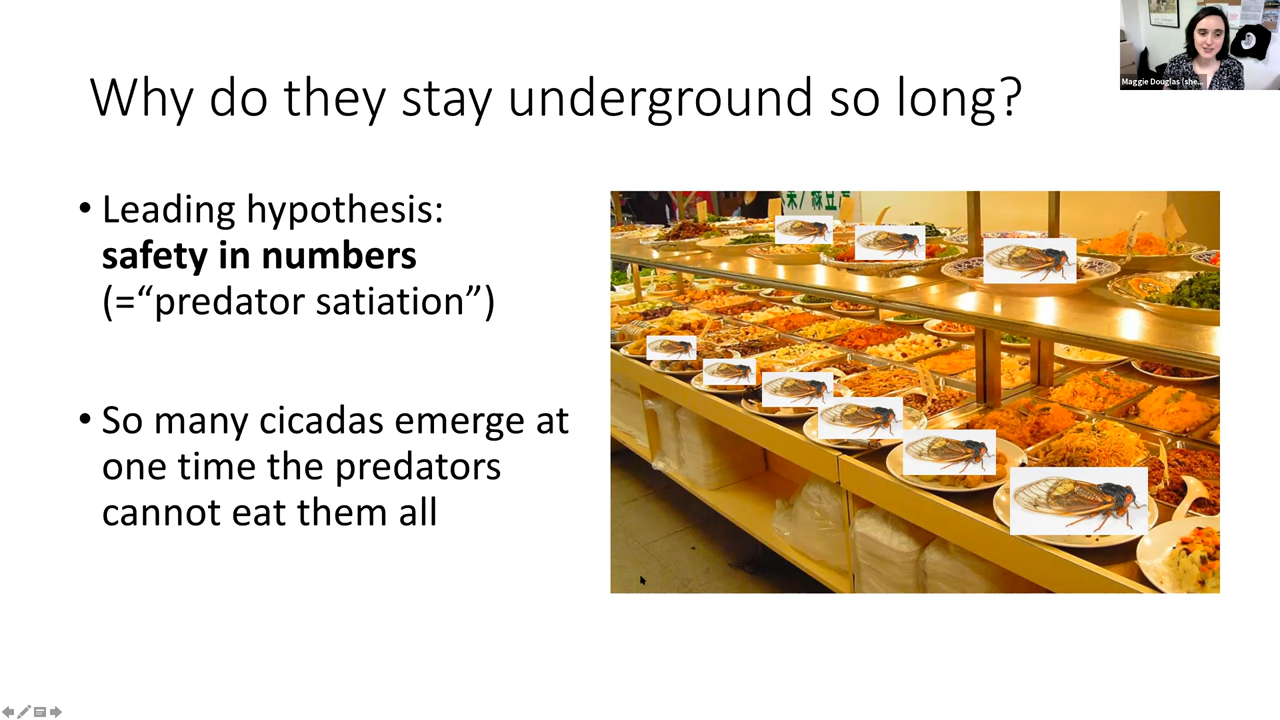 Why do they stay underground so long?
Maggie Douglas (she...
• Leading hypothesis:
safety in numbers
(=“predator satiation”)
• So many cicadas emerge at
one time the predators
cannot eat them all